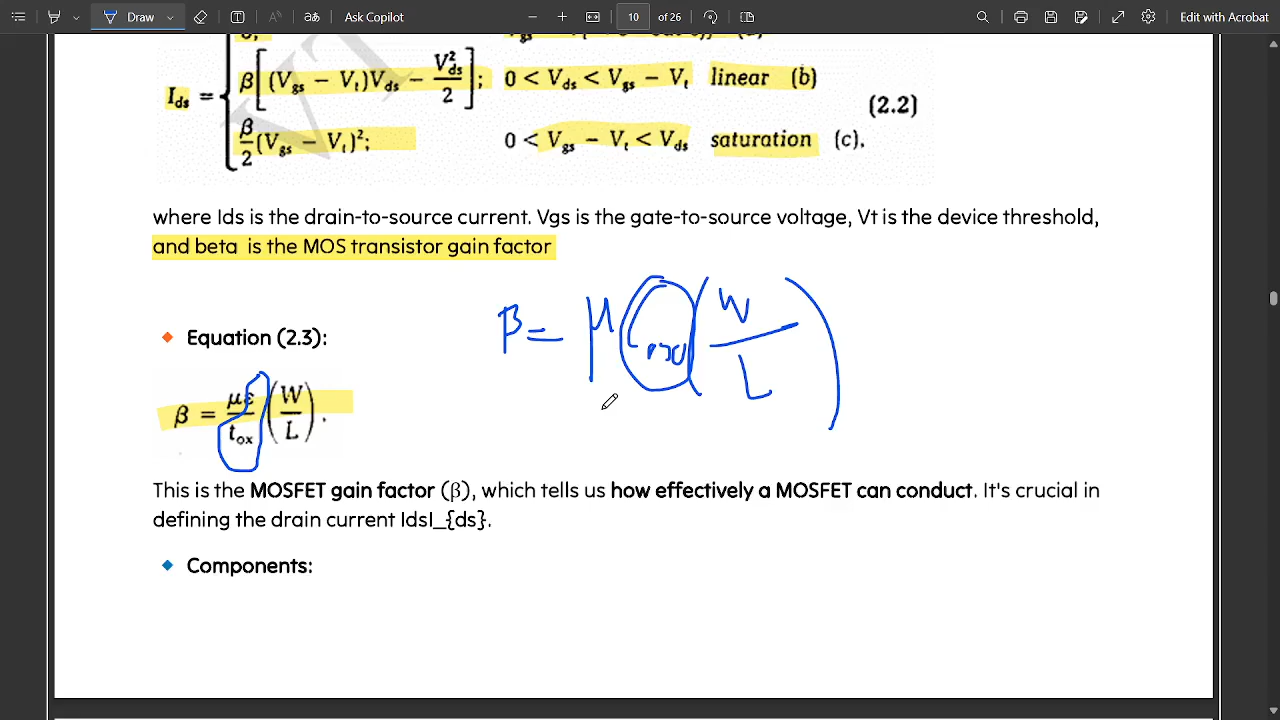 Draw
Ask Copilot
10 of 26
Edit with Acrobat
β[(Vgs − Vt)Vds − V²ds/2]; 0 < Vds < Vgs − Vt linear (b)
Ids =
(2.2)
β/2 (Vgs − Vt)²; 0 < Vgs − Vt < Vds saturation (c).
where Ids is the drain-to-source current. Vgs is the gate-to-source voltage, Vt is the device threshold,
and beta is the MOS transistor gain factor
β = μ Cox (W/L)
Equation (2.3):
β = με/tox (W/L).
This is the MOSFET gain factor (β), which tells us how effectively a MOSFET can conduct. It's crucial in
defining the drain current IdsI_{ds}.
Components: